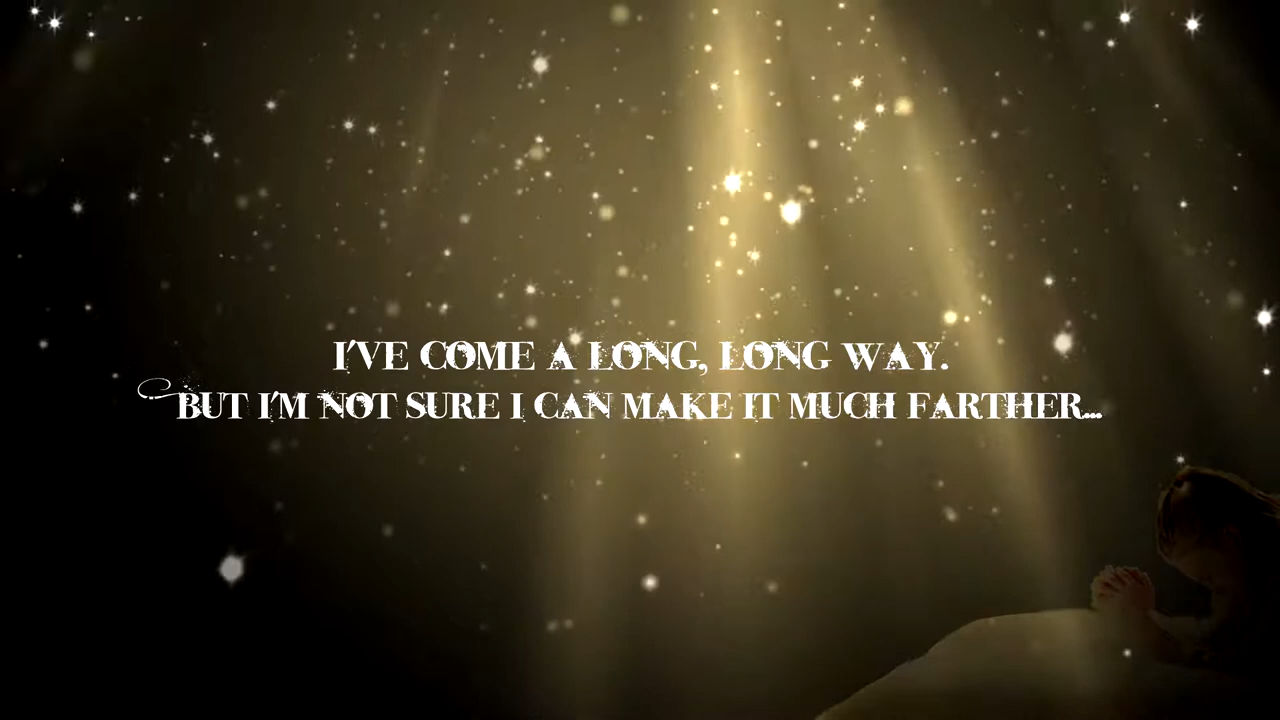 I'VE COME A LONG, LONG WAY.
BUT I'M NOT SURE I CAN MAKE IT MUCH FARTHER...